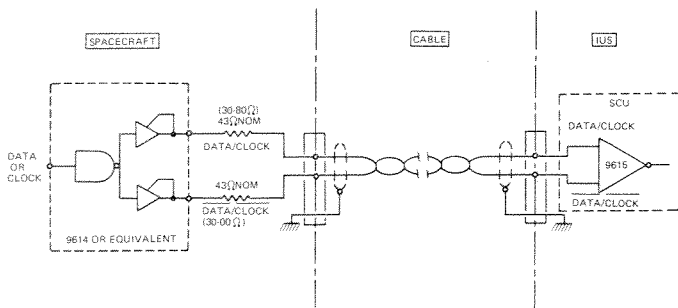 SPACECRAFT
CABLE
IUS
(30-80Ω)
43ΩNOM
DATA/CLOCK
SCU
DATA/CLOCK
DATA
OR
CLOCK
9615
43ΩNOM
DATA/CLOCK
(30-00Ω)
DATA/CLOCK
9614 OR EQUIVALENT